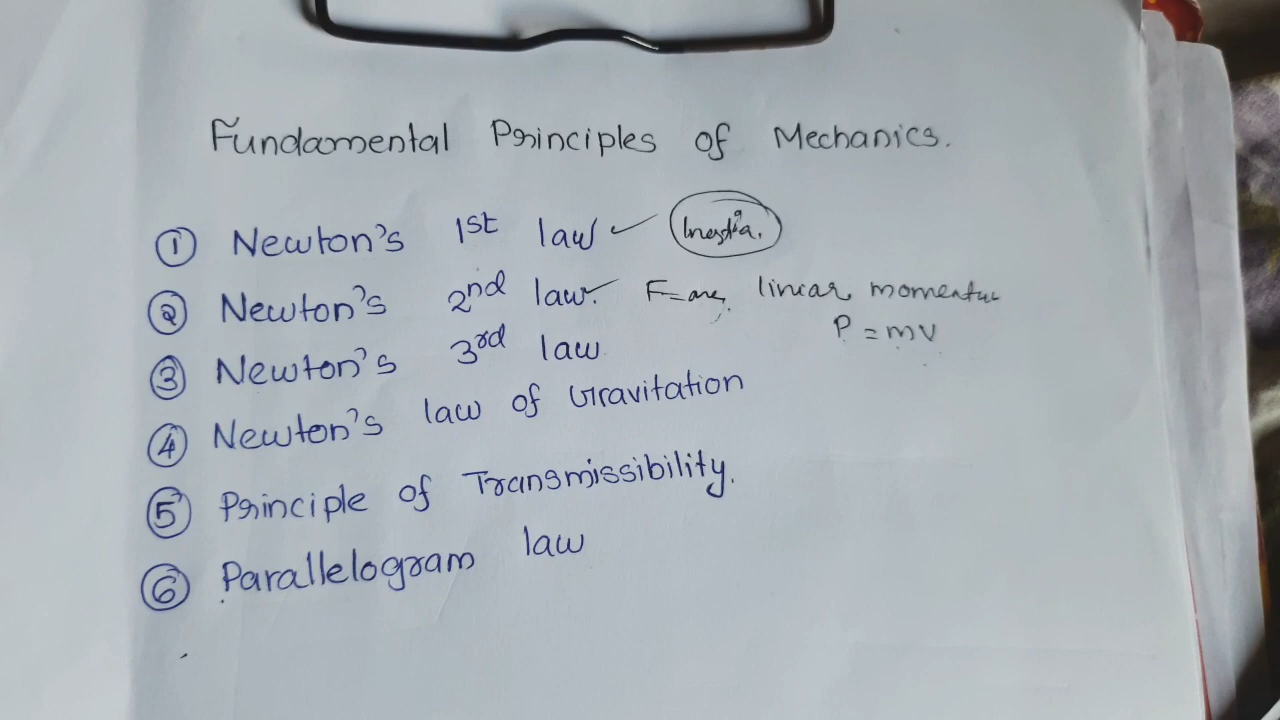 Fundamental Principles of Mechanics.
① Newton's 1st law ✓ Inertia.
② Newton's 2nd law. ✓ F=ma, linear momentum
P = mv
③ Newton's 3rd law
④ Newton's law of Gravitation
⑤ Principle of Transmissibility.
⑥ Parallelogram law